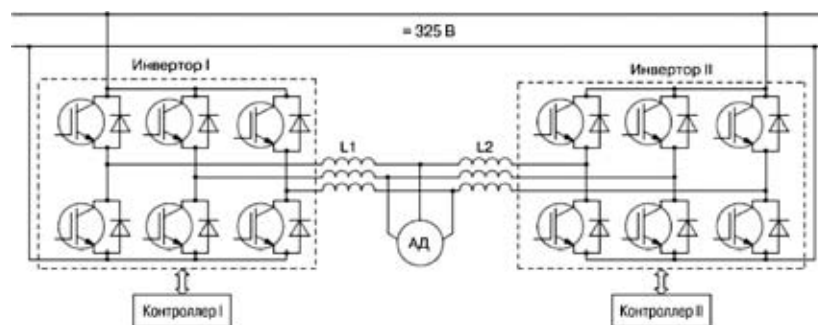 = 325 В
Инвертор I
Инвертор II
L1
L2
АД
Контроллер I
Контроллер II